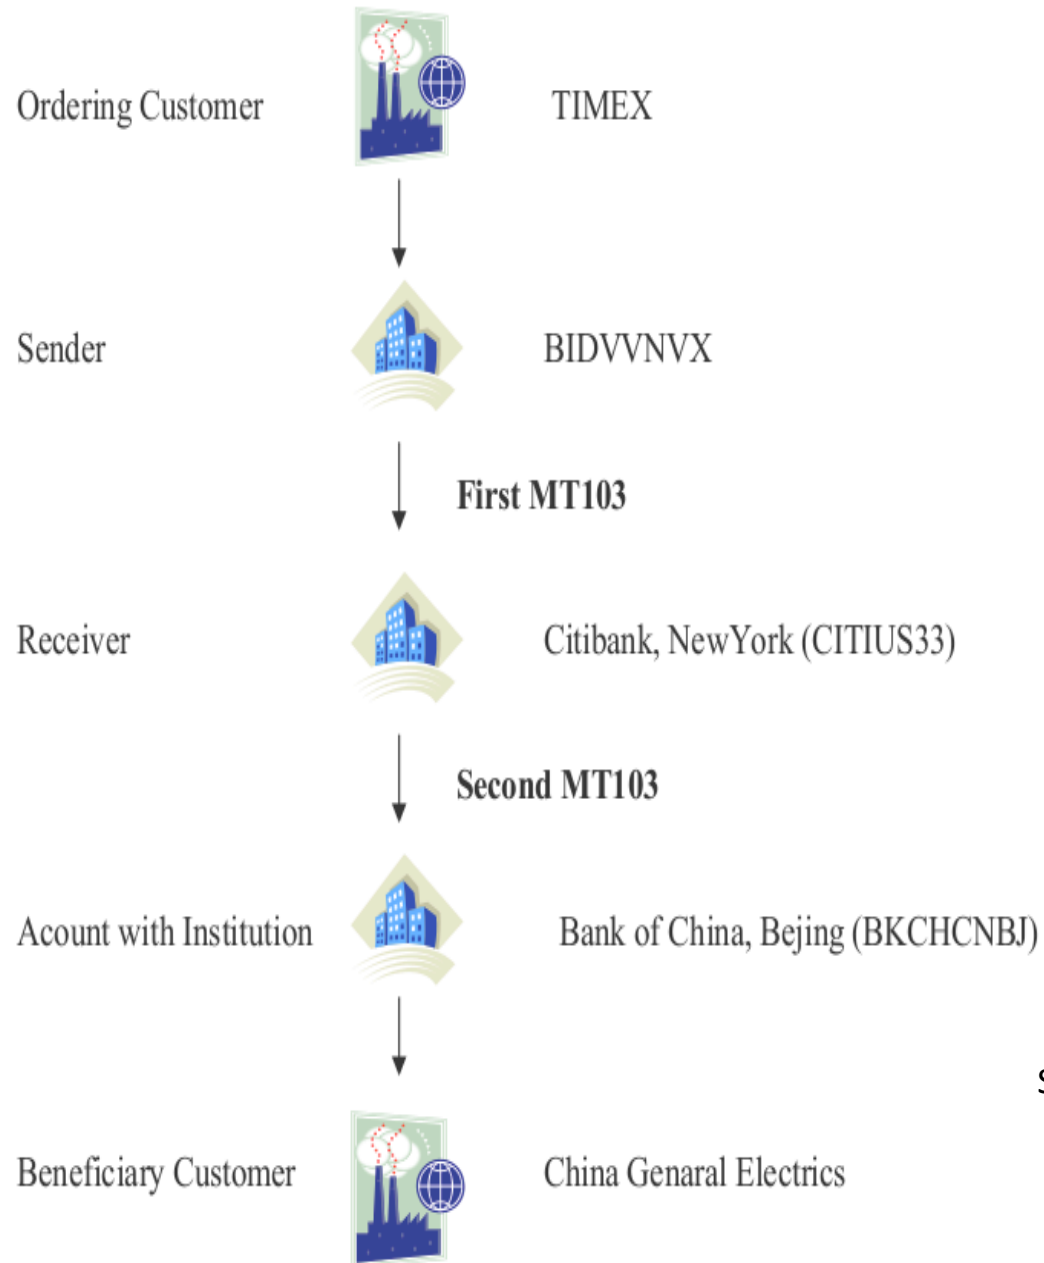 Ordering Customer TIMEX
Sender BIDVVNVX
First MT103
Receiver Citibank, NewYork (CITIUS33)
Second MT103
Acount with Institution Bank of China, Bejing (BKCHCNBJ)
Beneficiary Customer China Genaral Electrics